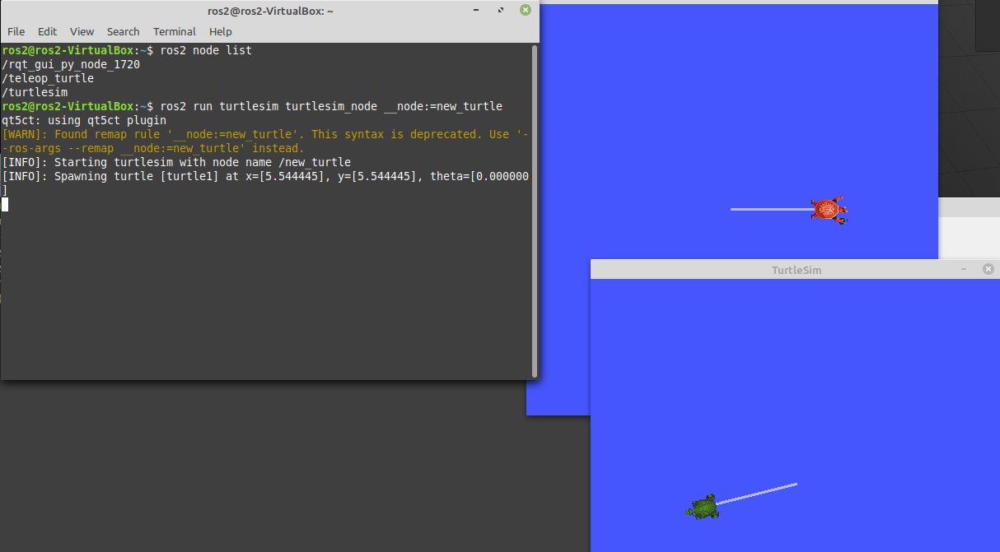 ros2@ros2-VirtualBox: ~
File Edit View Search Terminal Help
ros2@ros2-VirtualBox:~$ ros2 node list
/rqt_gui_py_node_1720
/teleop_turtle
/turtlesim
ros2@ros2-VirtualBox:~$ ros2 run turtlesim turtlesim_node __node:=new_turtle
qt5ct: using qt5ct plugin
[WARN]: Found remap rule '__node:=new_turtle'. This syntax is deprecated. Use '-
-ros-args --remap __node:=new_turtle' instead.
[INFO]: Starting turtlesim with node name /new_turtle
[INFO]: Spawning turtle [turtle1] at x=[5.544445], y=[5.544445], theta=[0.000000
]
TurtleSim